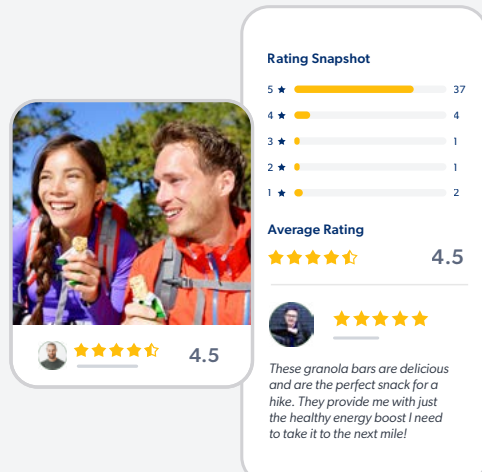 Rating Snapshot
5 ★ 37
4 ★ 4
3 ★ 1
2 ★ 1
1 ★ 2
Average Rating
4.5
4.5
These granola bars are delicious
and are the perfect snack for a
hike. They provide me with just
the healthy energy boost I need
to take it to the next mile!